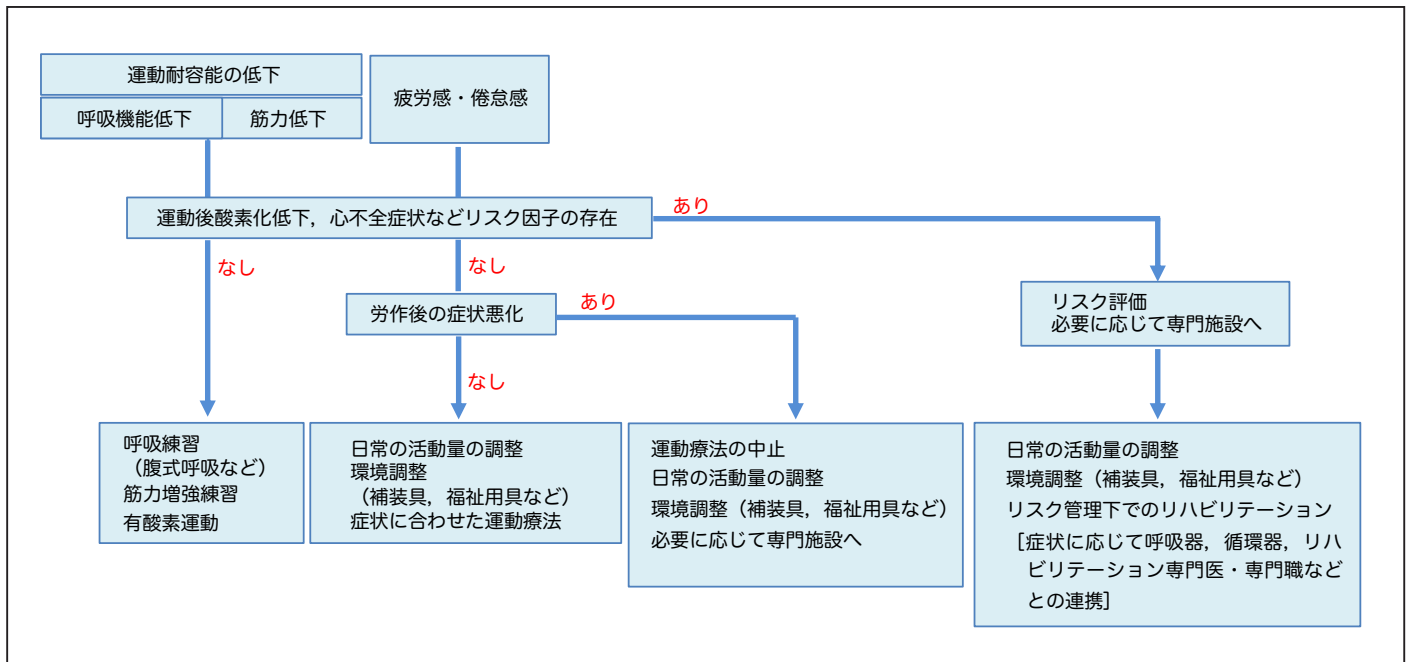 運動耐容能の低下
呼吸機能低下
筋力低下
疲労感・倦怠感
運動後酸素化低下，心不全症状などリスク因子の存在
あり
なし
なし
労作後の症状悪化
あり
リスク評価
必要に応じて専門施設へ
なし
呼吸練習
（腹式呼吸など）
筋力増強練習
有酸素運動
日常の活動量の調整
環境調整
（補装具，福祉用具など）
症状に合わせた運動療法
運動療法の中止
日常の活動量の調整
環境調整（補装具，福祉用具など）
必要に応じて専門施設へ
日常の活動量の調整
環境調整（補装具，福祉用具など）
リスク管理下でのリハビリテーション
［症状に応じて呼吸器，循環器，リハ
ビリテーション専門医・専門職など
との連携］